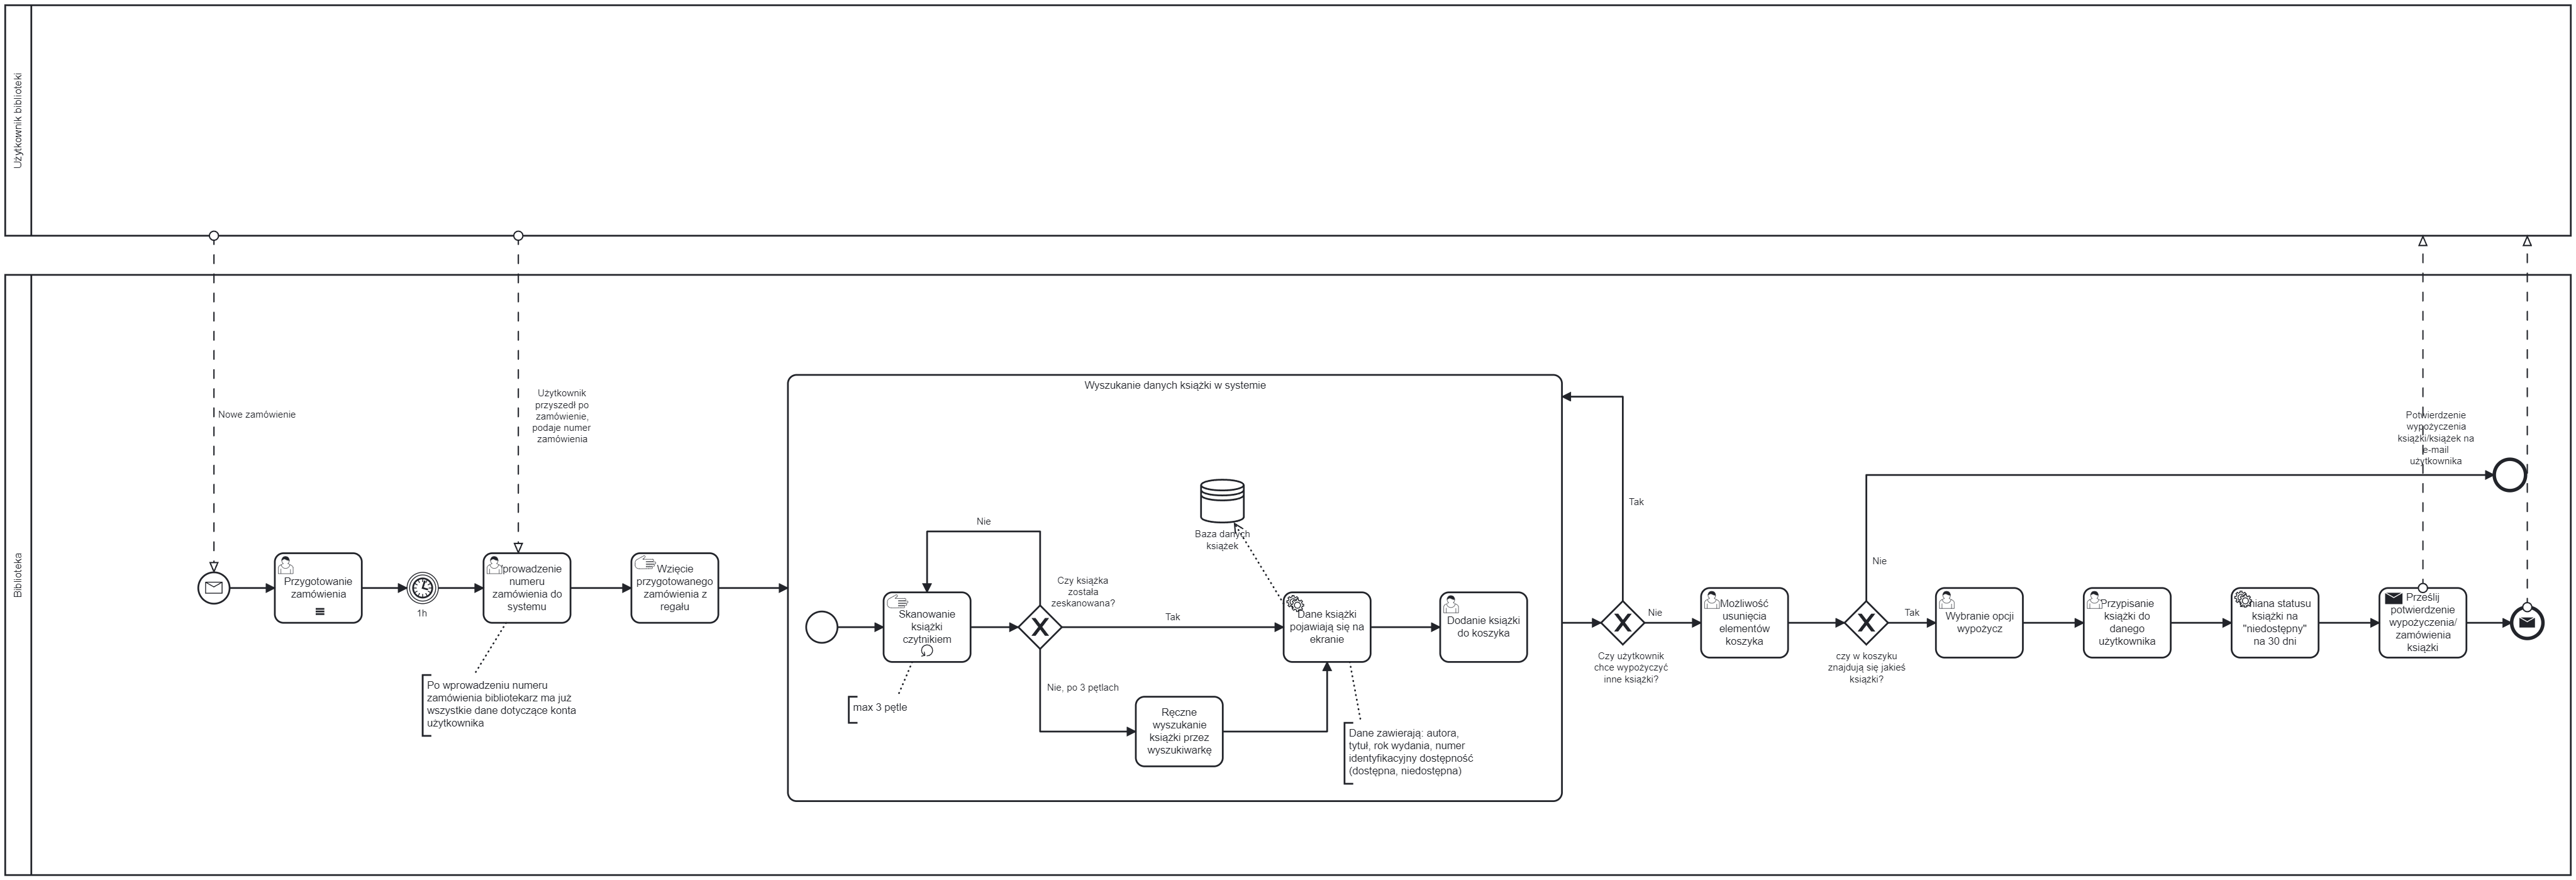 Użytkownik biblioteki
Biblioteka
Nowe zamówienie
Przygotowanie
zamówienia
1h
Użytkownik
przyszedł po
zamówienie,
podaje numer
zamówienia
prowadzenie
numeru
zamówienia do
systemu
Po wprowadzeniu numeru
zamówienia bibliotekarz ma już
wszystkie dane dotyczące konta
użytkownika
Wzięcie
przygotowanego
zamówienia z
regału
Wyszukanie danych książki w systemie
Skanowanie
książki
czytnikiem
max 3 pętle
Nie
Czy książka
została
zeskanowana?
Tak
Nie, po 3 pętlach
Ręczne
wyszukanie
książki przez
wyszukiwarkę
Baza danych
książek
Dane książki
pojawiają się na
ekranie
Dane zawierają: autora,
tytuł, rok wydania, numer
identyfikacyjny dostępność
(dostępna, niedostępna)
Dodanie książki
do koszyka
Tak
Czy użytkownik
chce wypożyczyć
inne książki?
Nie
Możliwość
usunięcia
elementów
koszyka
Nie
czy w koszyku
znajdują się jakieś
książki?
Tak
Wybranie opcji
wypożycz
Przypisanie
książki do
danego
użytkownika
miana statusu
książki na
"niedostępny"
na 30 dni
Prześlij
potwierdzenie
wypożyczenia/
zamówienia
książki
Potwierdzenie
wypożyczenia
książki/książek na
e-mail
użytkownika